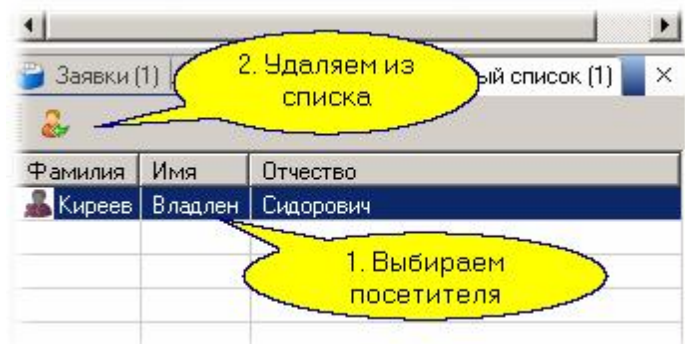 Заявки (1)
2. Удаляем из
списка
ый список (1)
Фамилия Имя Отчество
Киреев Владлен Сидорович
1. Выбираем
посетителя